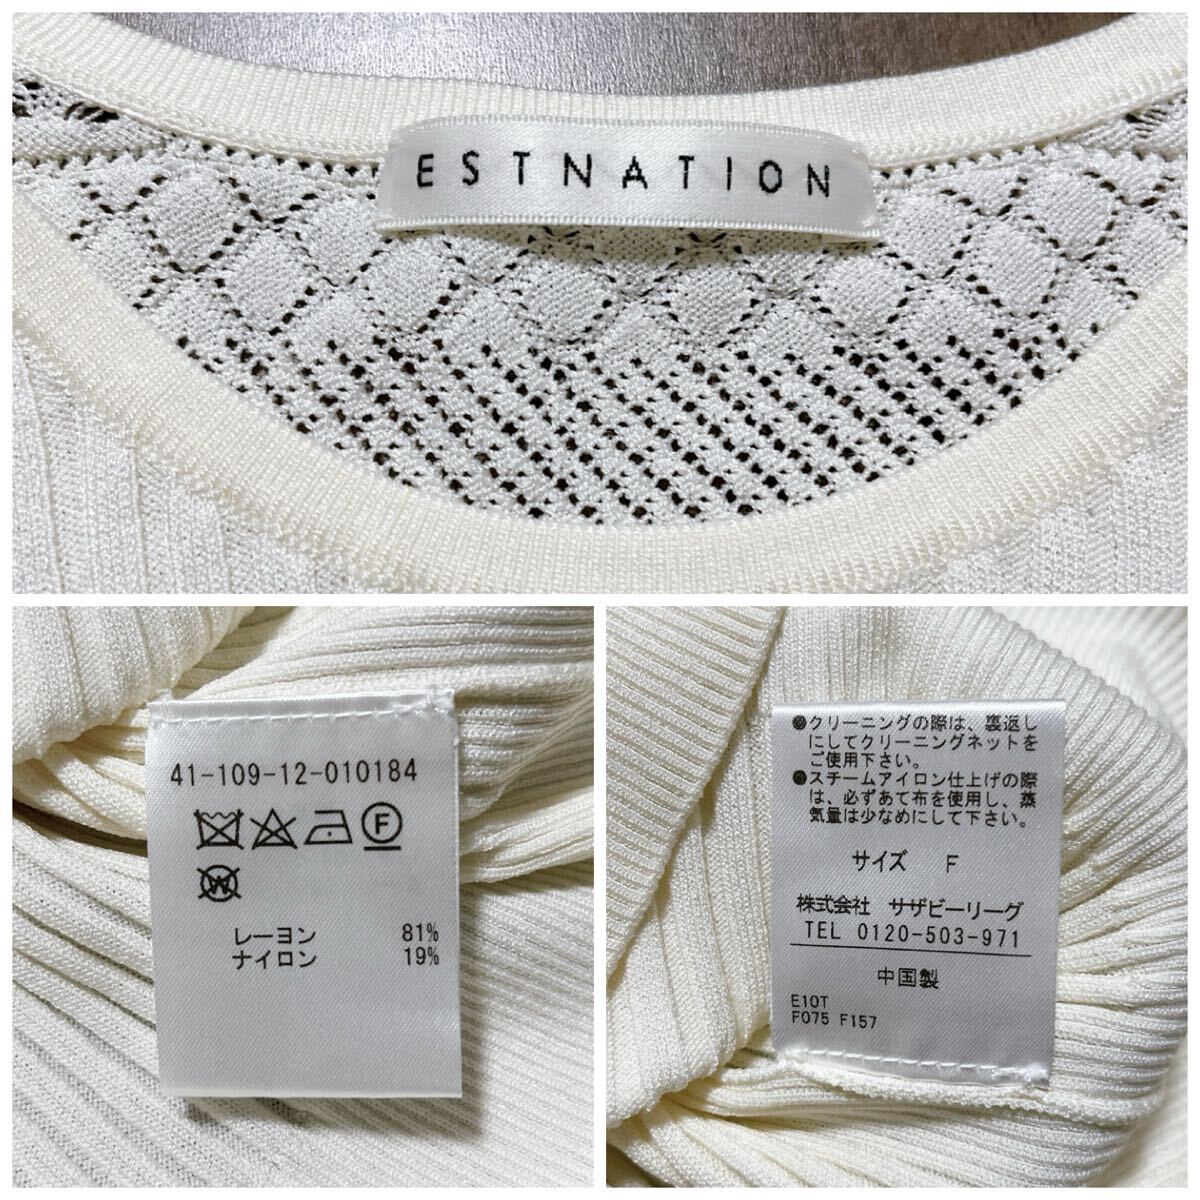 ESTNATION
41-109-12-010184
F
W
レーヨン 81%
ナイロン 19%
●クリーニングの際は、裏返し
にしてクリーニングネットを
ご使用下さい。
●スチームアイロン仕上げの際
は、必ずあて布を使用し、蒸
気量は少なめにして下さい。
サイズ F
株式会社 サザビーリーグ
TEL 0120-503-971
中国製
E10T
F075 F157